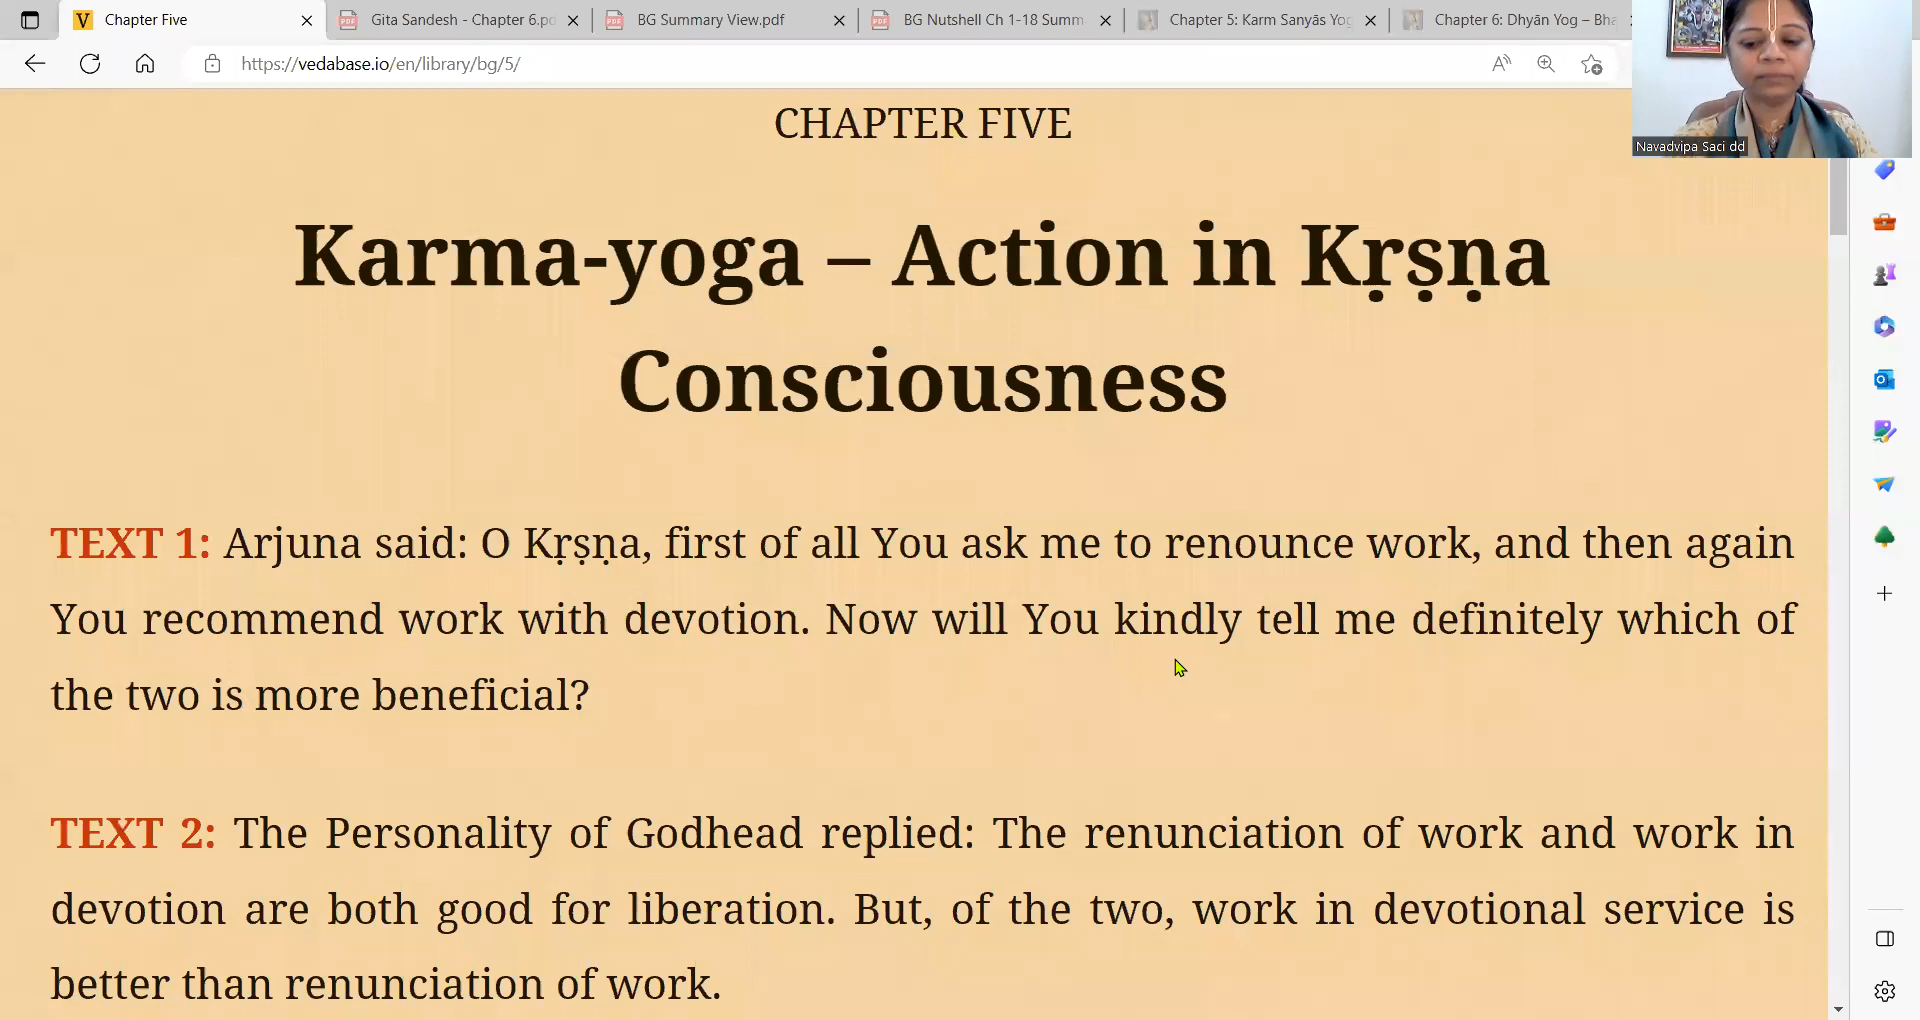 Chapter Five
Gita Sandesh - Chapter 6.pd
BG Summary View.pdf
BG Nutshell Ch 1-18 Summ
Chapter 5: Karm Sanyās Yog
Chapter 6: Dhyān Yog – Bha
https://vedabase.io/en/library/bg/5/
Navadvipa Saci dd
CHAPTER FIVE
Karma-yoga – Action in Kṛṣṇa
Consciousness
TEXT 1: Arjuna said: O Kṛṣṇa, first of all You ask me to renounce work, and then again
You recommend work with devotion. Now will You kindly tell me definitely which of
the two is more beneficial?
TEXT 2: The Personality of Godhead replied: The renunciation of work and work in
devotion are both good for liberation. But, of the two, work in devotional service is
better than renunciation of work.